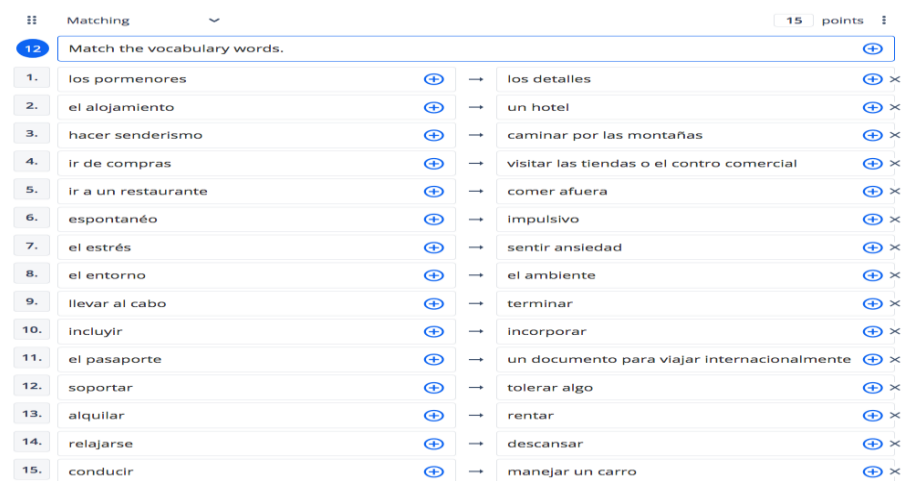 Matching 15 points
12 Match the vocabulary words.
1. los pormenores → los detalles
2. el alojamiento → un hotel
3. hacer senderismo → caminar por las montañas
4. ir de compras → visitar las tiendas o el contro comercial
5. ir a un restaurante → comer afuera
6. espontanéo → impulsivo
7. el estrés → sentir ansiedad
8. el entorno → el ambiente
9. llevar al cabo → terminar
10. incluyir → incorporar
11. el pasaporte → un documento para viajar internacionalmente
12. soportar → tolerar algo
13. alquilar → rentar
14. relajarse → descansar
15. conducir → manejar un carro